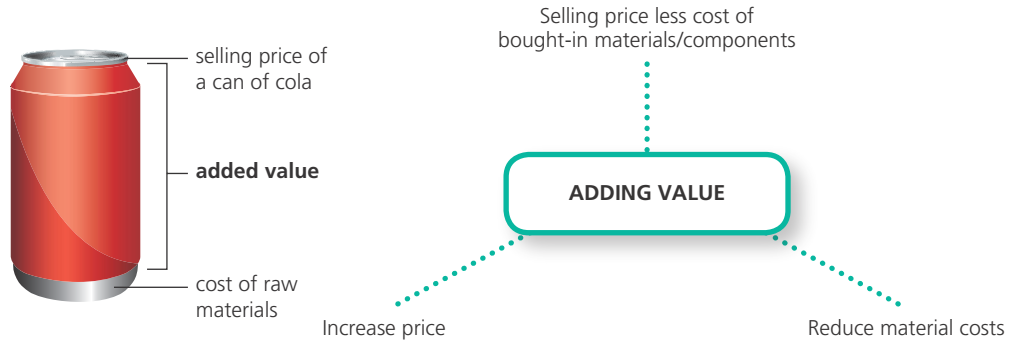 selling price of
a can of cola
added value
cost of raw
materials
Selling price less cost of
bought-in materials/components
ADDING VALUE
Increase price
Reduce material costs